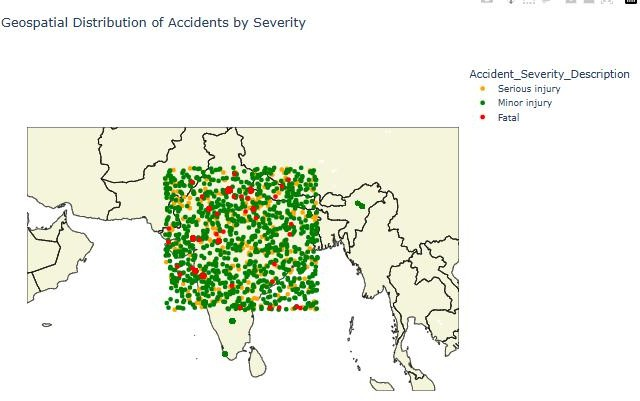 Geospatial Distribution of Accidents by Severity
Accident_Severity_Description
Serious injury
Minor injury
Fatal